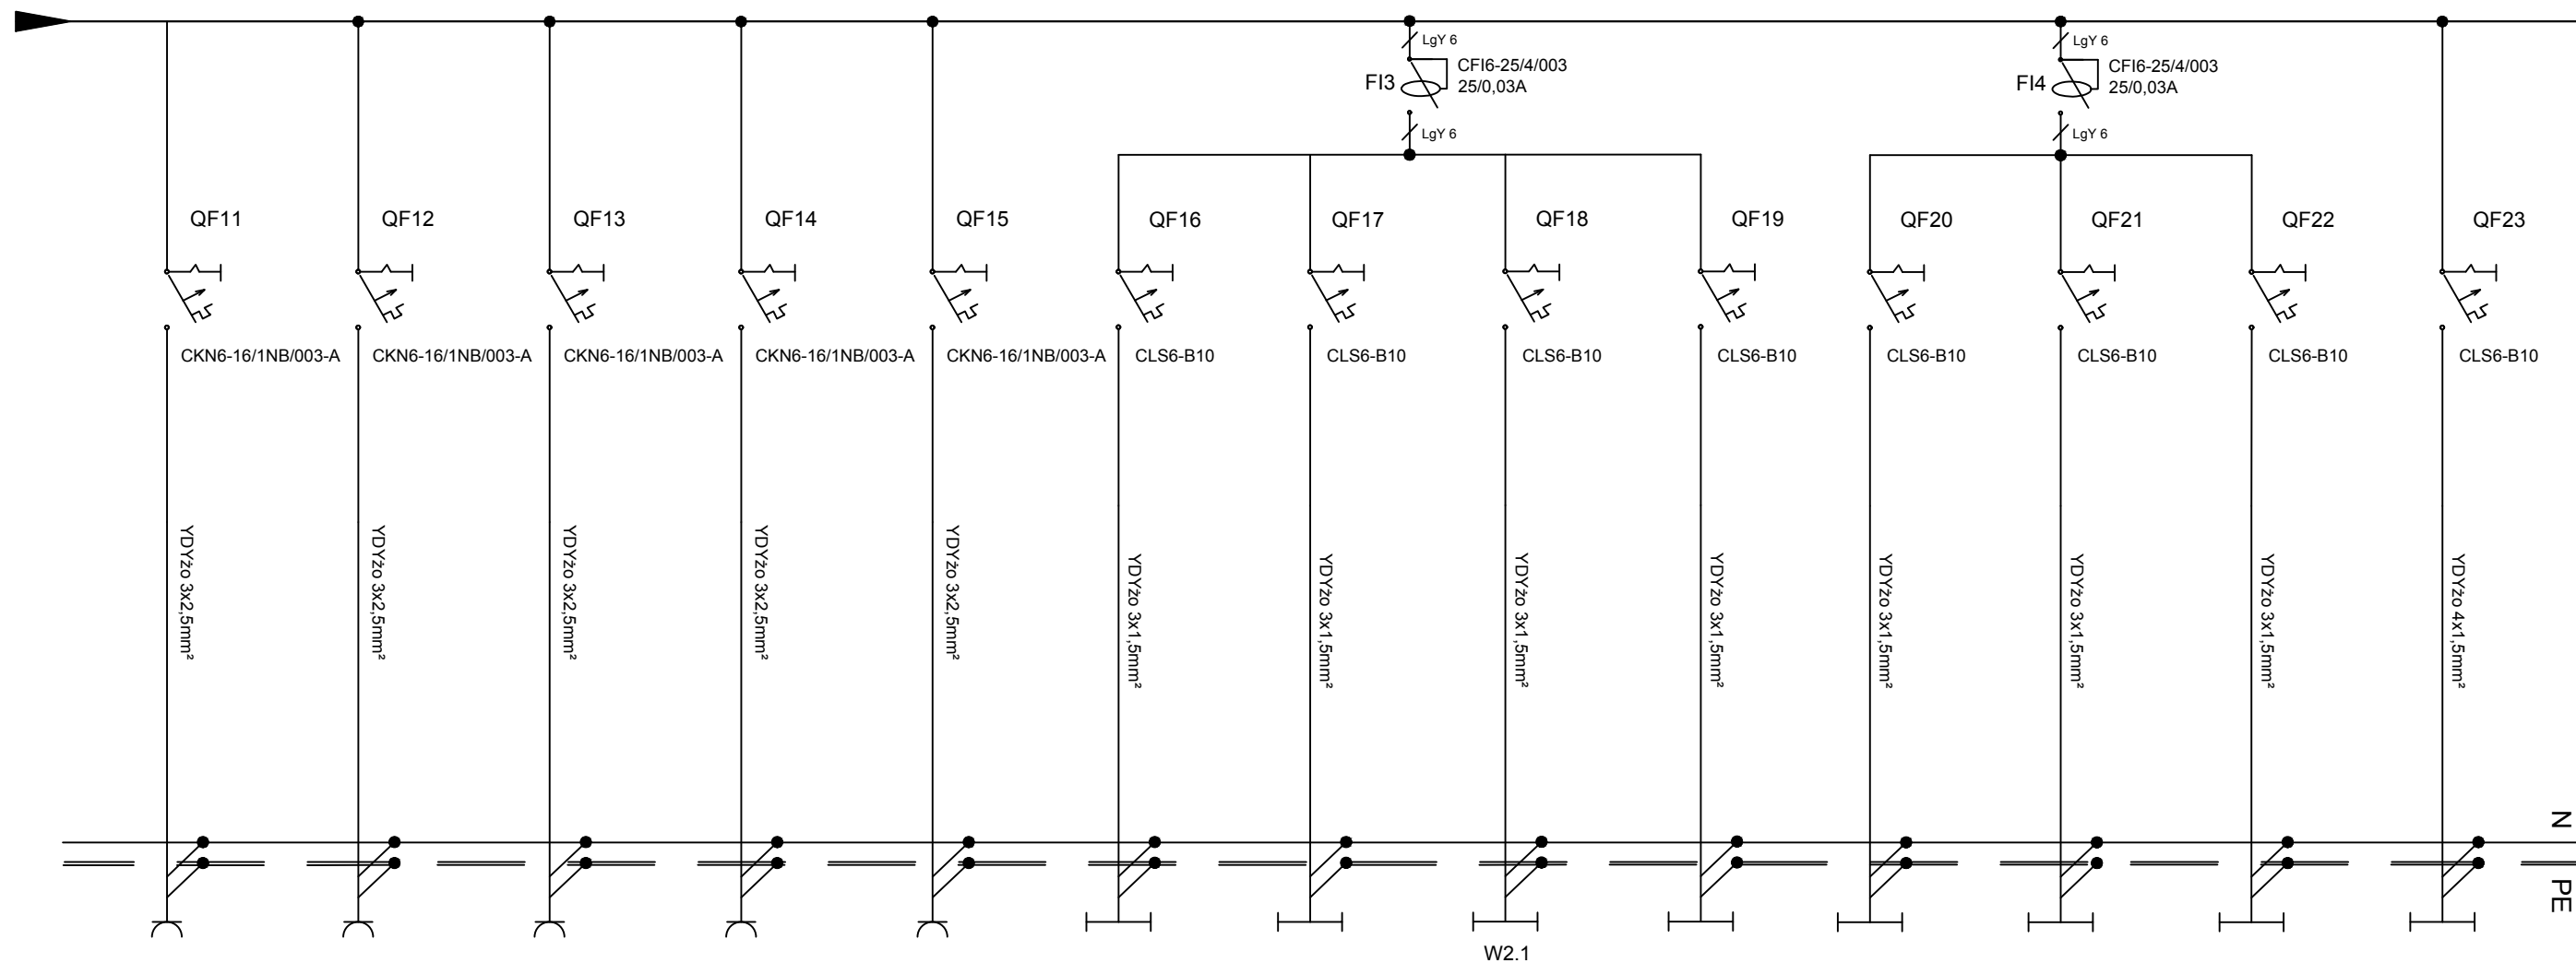 LgY 6
FI3
CFI6-25/4/003
25/0,03A
LgY 6
LgY 6
FI4
CFI6-25/4/003
25/0,03A
LgY 6
QF11
QF12
QF13
QF14
QF15
QF16
QF17
QF18
QF19
QF20
QF21
QF22
QF23
CKN6-16/1NB/003-A
CKN6-16/1NB/003-A
CKN6-16/1NB/003-A
CKN6-16/1NB/003-A
CKN6-16/1NB/003-A
CLS6-B10
CLS6-B10
CLS6-B10
CLS6-B10
CLS6-B10
CLS6-B10
CLS6-B10
CLS6-B10
YDYżo 3x2,5mm²
YDYżo 3x2,5mm²
YDYżo 3x2,5mm²
YDYżo 3x2,5mm²
YDYżo 3x2,5mm²
YDYżo 3x1,5mm²
YDYżo 3x1,5mm²
YDYżo 3x1,5mm²
YDYżo 3x1,5mm²
YDYżo 3x1,5mm²
YDYżo 3x1,5mm²
YDYżo 3x1,5mm²
YDYżo 4x1,5mm²
N
PE
W2.1